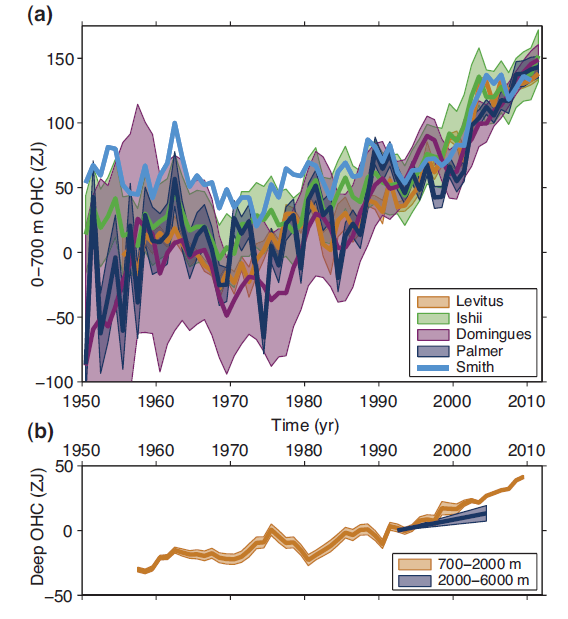 (a)
150
100
50
0
−50
−100
0−700 m OHC (ZJ)
Levitus
Ishii
Domingues
Palmer
Smith
1950 1960 1970 1980 1990 2000 2010
Time (yr)
(b)
1950 1960 1970 1980 1990 2000 2010
50
0
−50
Deep OHC (ZJ)
700−2000 m
2000−6000 m